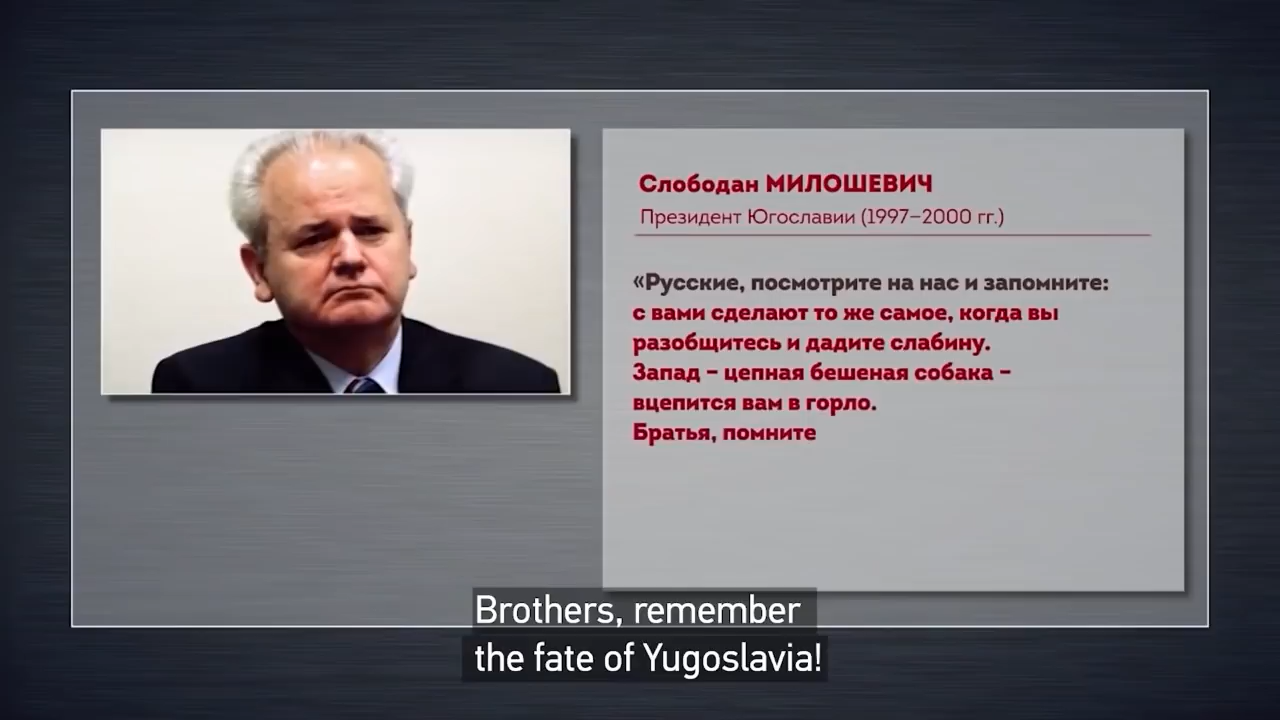 Слободан МИЛОШЕВИЧ
Президент Югославии (1997–2000 гг.)
«Русские, посмотрите на нас и запомните:
с вами сделают то же самое, когда вы
разобщитесь и дадите слабину.
Запад – цепная бешеная собака –
вцепится вам в горло.
Братья, помните
Brothers, remember
the fate of Yugoslavia!